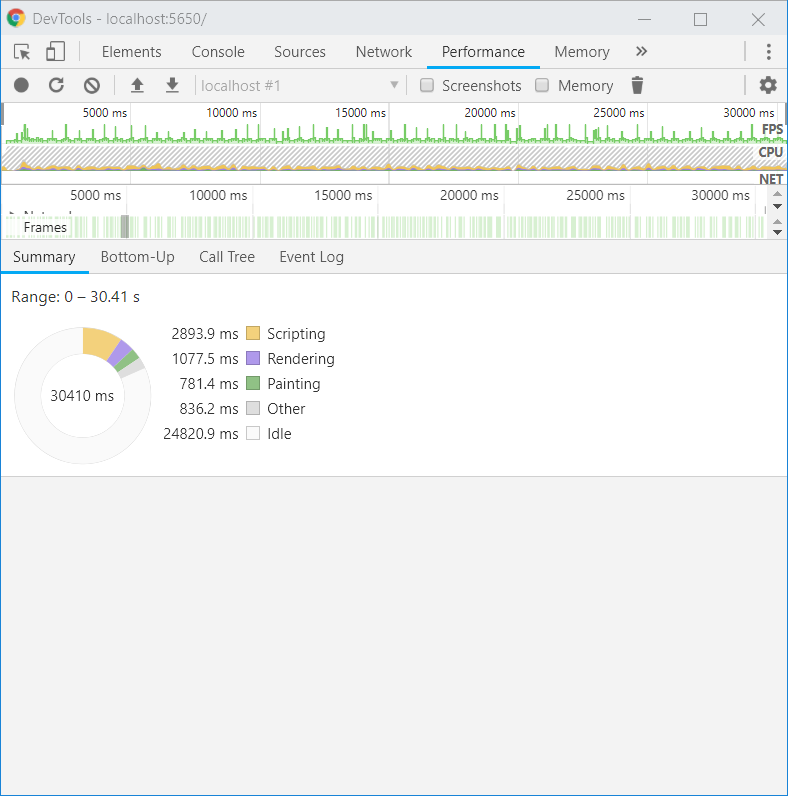 DevTools - localhost:5650/
Elements Console Sources Network Performance Memory »
localhost #1 Screenshots Memory
5000 ms 10000 ms 15000 ms 20000 ms 25000 ms 30000 ms
FPS
CPU
NET
5000 ms 10000 ms 15000 ms 20000 ms 25000 ms 30000 ms
Frames
Summary Bottom-Up Call Tree Event Log
Range: 0 – 30.41 s
30410 ms
2893.9 ms Scripting
1077.5 ms Rendering
781.4 ms Painting
836.2 ms Other
24820.9 ms Idle